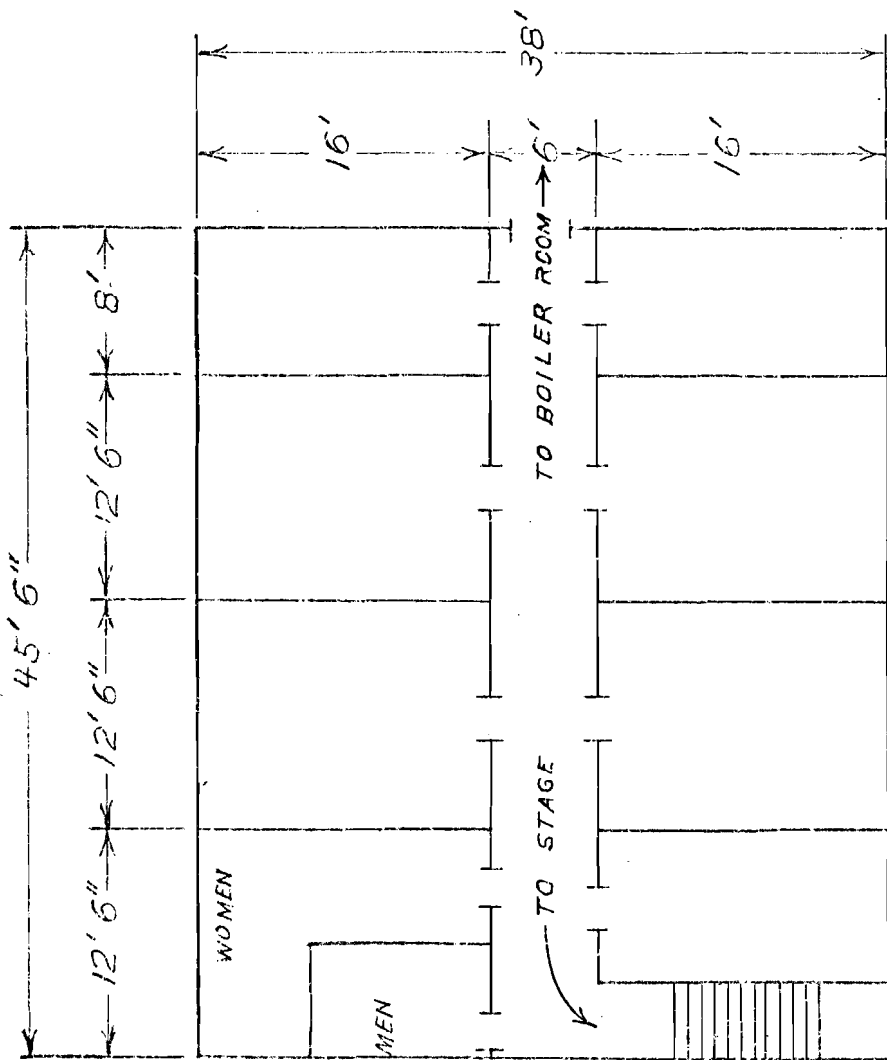 45' 6"
12' 6"
12' 6"
12' 6"
8'
38'
16'
6'
16'
WOMEN
MEN
TO STAGE
TO BOILER ROOM →